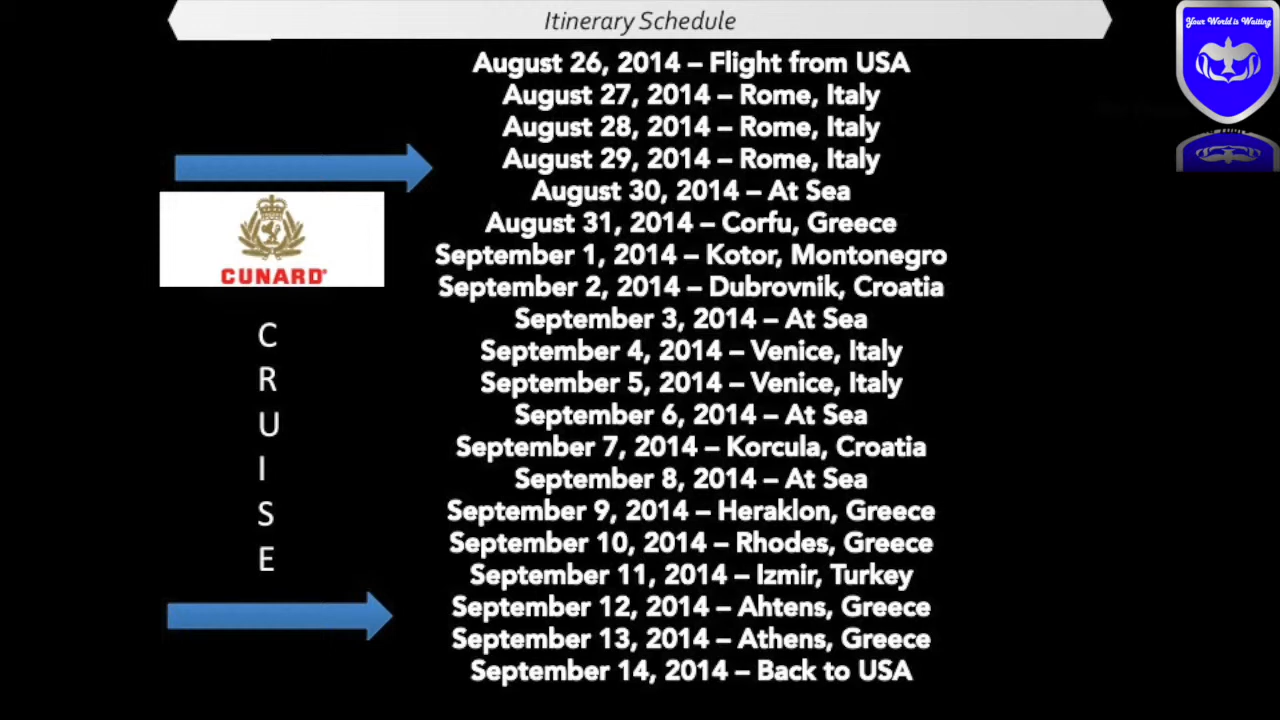 Itinerary Schedule
Your World is Waiting
August 26, 2014 – Flight from USA
August 27, 2014 – Rome, Italy
August 28, 2014 – Rome, Italy
August 29, 2014 – Rome, Italy
August 30, 2014 – At Sea
August 31, 2014 – Corfu, Greece
September 1, 2014 – Kotor, Montonegro
September 2, 2014 – Dubrovnik, Croatia
September 3, 2014 – At Sea
September 4, 2014 – Venice, Italy
September 5, 2014 – Venice, Italy
September 6, 2014 – At Sea
September 7, 2014 – Korcula, Croatia
September 8, 2014 – At Sea
September 9, 2014 – Heraklon, Greece
September 10, 2014 – Rhodes, Greece
September 11, 2014 – Izmir, Turkey
September 12, 2014 – Ahtens, Greece
September 13, 2014 – Athens, Greece
September 14, 2014 – Back to USA
CUNARD®
C
R
U
I
S
E